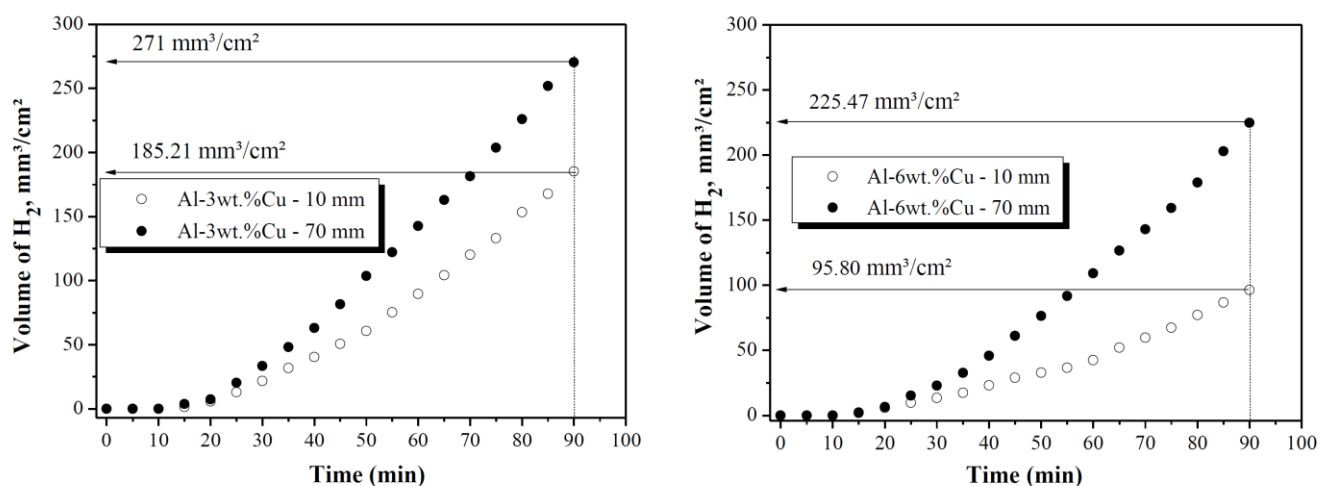 300
250
200
150
100
50
0
Volume of H₂, mm³/cm²
271 mm³/cm²
185.21 mm³/cm²
Al-3wt.%Cu - 10 mm
Al-3wt.%Cu - 70 mm
0 10 20 30 40 50 60 70 80 90 100
Time (min)
300
250
200
150
100
50
0
Volume of H₂, mm³/cm²
225.47 mm³/cm²
Al-6wt.%Cu - 10 mm
Al-6wt.%Cu - 70 mm
95.80 mm³/cm²
0 10 20 30 40 50 60 70 80 90 100
Time (min)